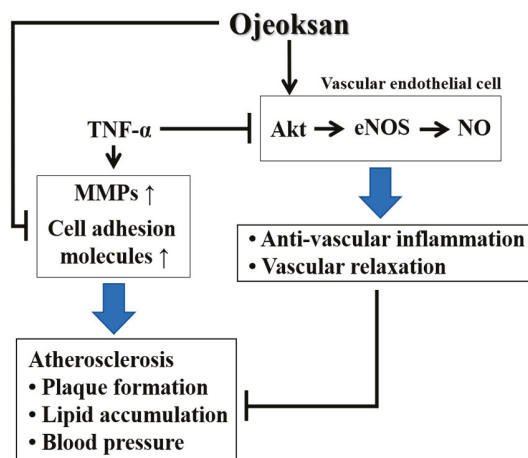 Ojeoksan
Vascular endothelial cell
TNF-α
Akt eNOS NO
MMPs ↑
Cell adhesion
molecules ↑
• Anti-vascular inflammation
• Vascular relaxation
Atherosclerosis
• Plaque formation
• Lipid accumulation
• Blood pressure